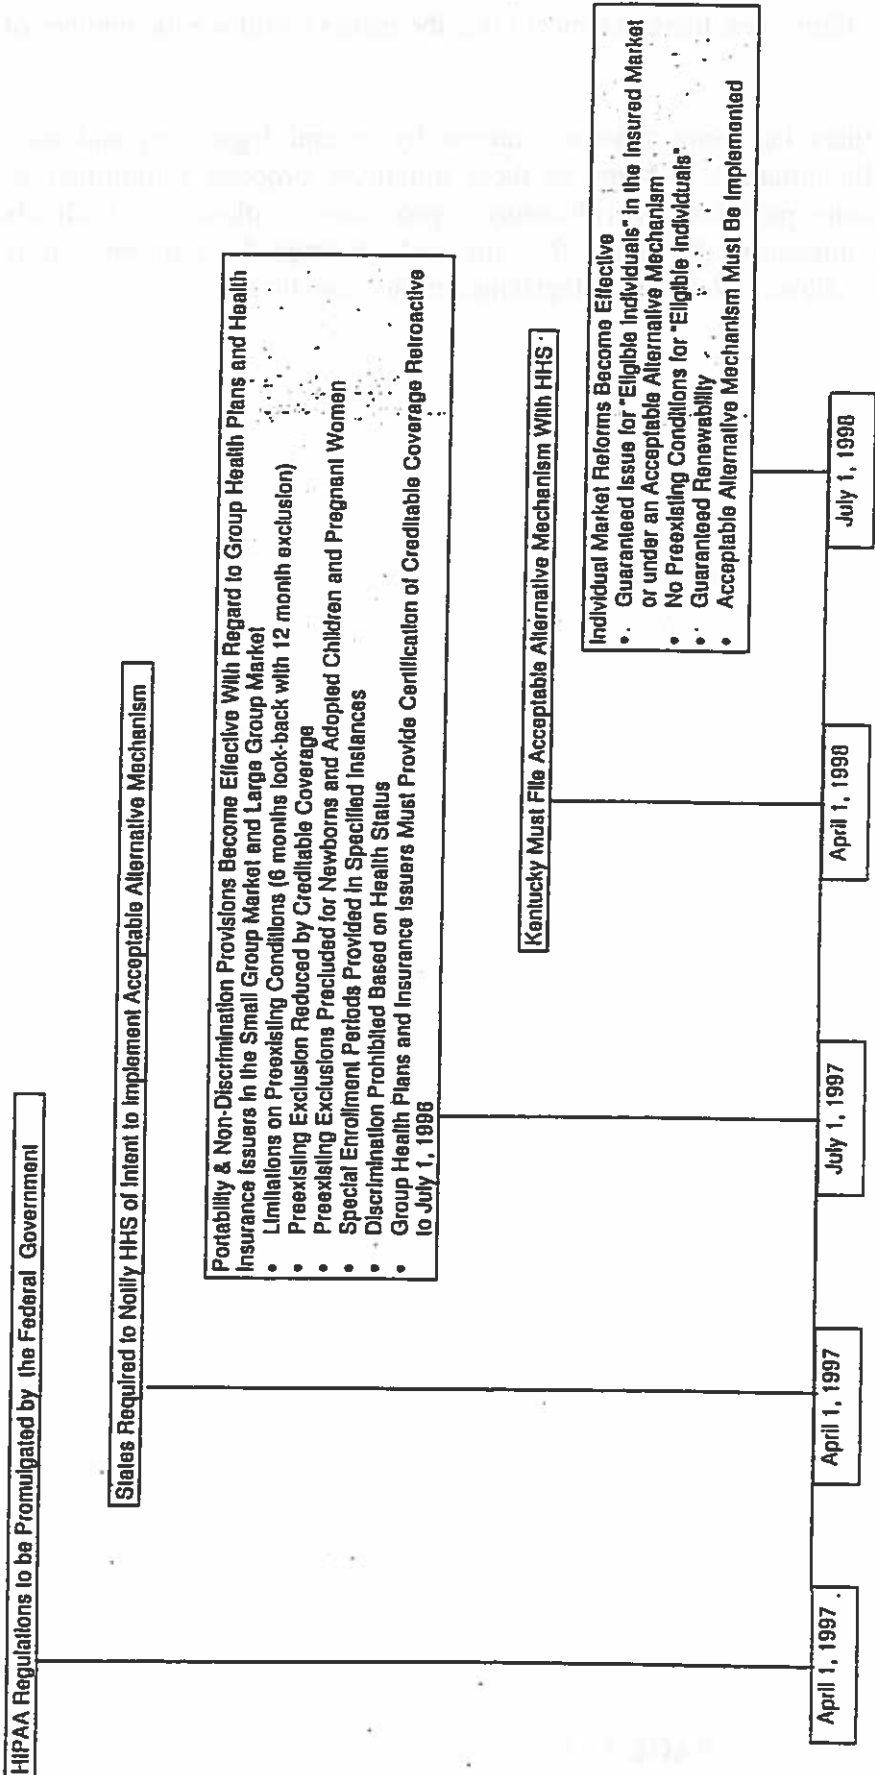 HIPAA Regulations to be Promulgated by the Federal Government
States Required to Notify HHS of Intent to Implement Acceptable Alternative Mechanism
Portability & Non-Discrimination Provisions Become Effective With Regard to Group Health Plans and Health
Insurance Issuers in the Small Group Market and Large Group Market
• Limitations on Preexisting Conditions (6 months look-back with 12 month exclusion)
• Preexisting Exclusion Reduced by Creditable Coverage
• Preexisting Exclusions Precluded for Newborns and Adopted Children and Pregnant Women
• Special Enrollment Periods Provided in Specified Instances
• Discrimination Prohibited Based on Health Status
• Group Health Plans and Insurance Issuers Must Provide Certification of Creditable Coverage Retroactive
to July 1, 1996
Kentucky Must File Acceptable Alternative Mechanism With HHS
Individual Market Reforms Become Effective
• Guaranteed Issue for "Eligible Individuals" in the Insured Market
or under an Acceptable Alternative Mechanism
• No Preexisting Conditions for "Eligible Individuals"
• Guaranteed Renewability
• Acceptable Alternative Mechanism Must Be Implemented
April 1, 1997
April 1, 1997
July 1, 1997
April 1, 1998
July 1, 1998